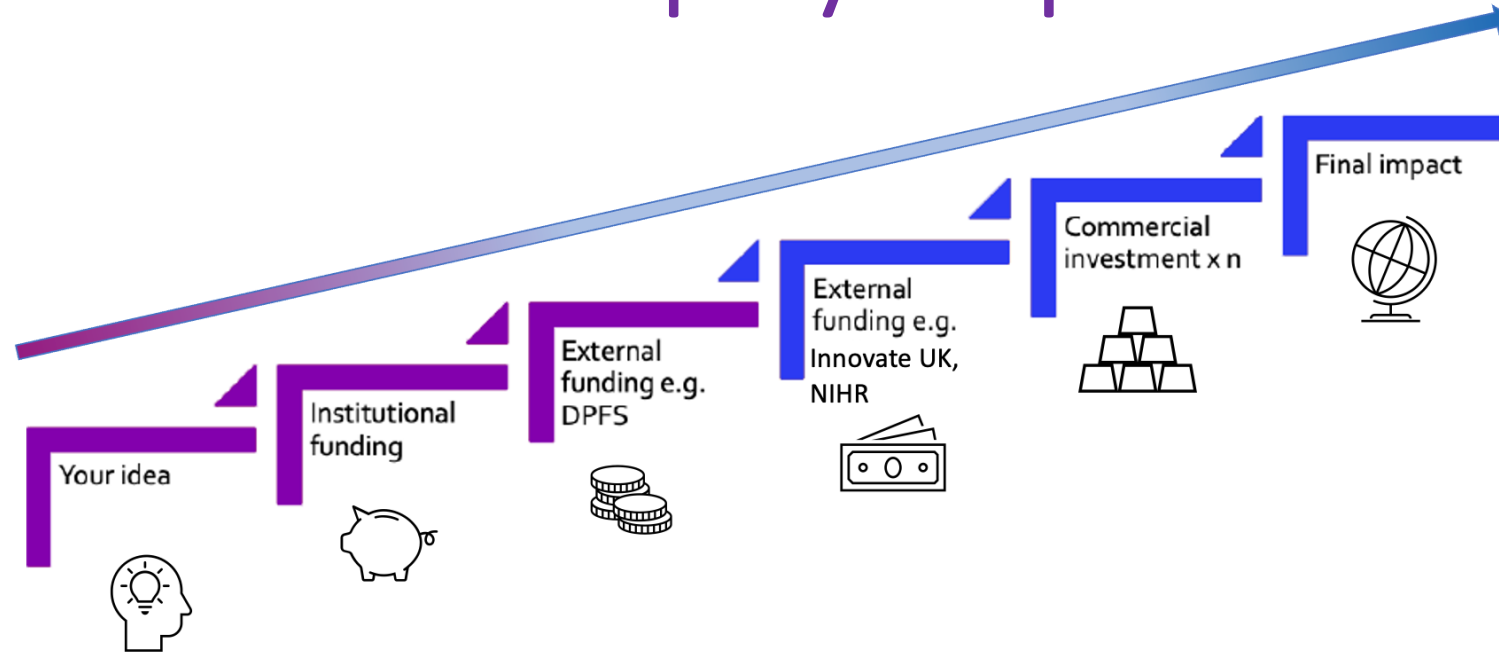 Your idea
Institutional
funding
External
funding e.g.
DPFS
External
funding e.g.
Innovate UK,
NIHR
Commercial
investment x n
Final impact